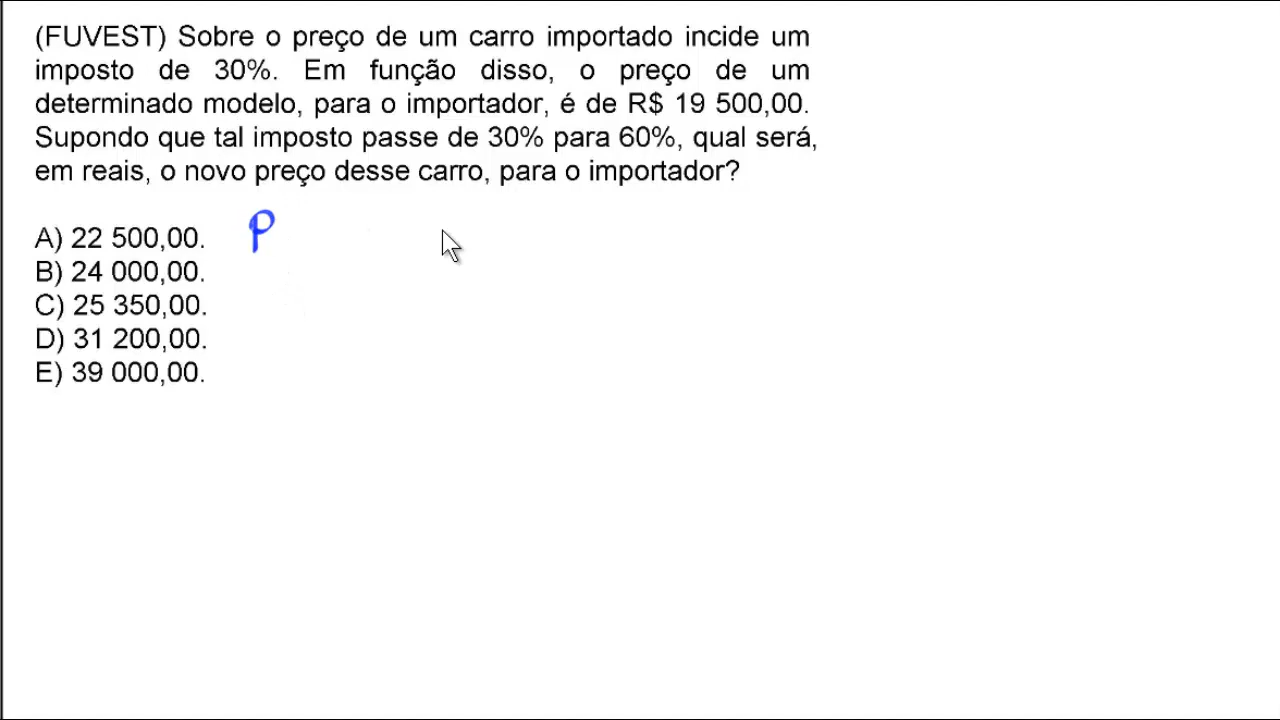 (FUVEST) Sobre o preço de um carro importado incide um
imposto de 30%. Em função disso, o preço de um
determinado modelo, para o importador, é de R$ 19 500,00.
Supondo que tal imposto passe de 30% para 60%, qual será,
em reais, o novo preço desse carro, para o importador?
A) 22 500,00. P
B) 24 000,00.
C) 25 350,00.
D) 31 200,00.
E) 39 000,00.